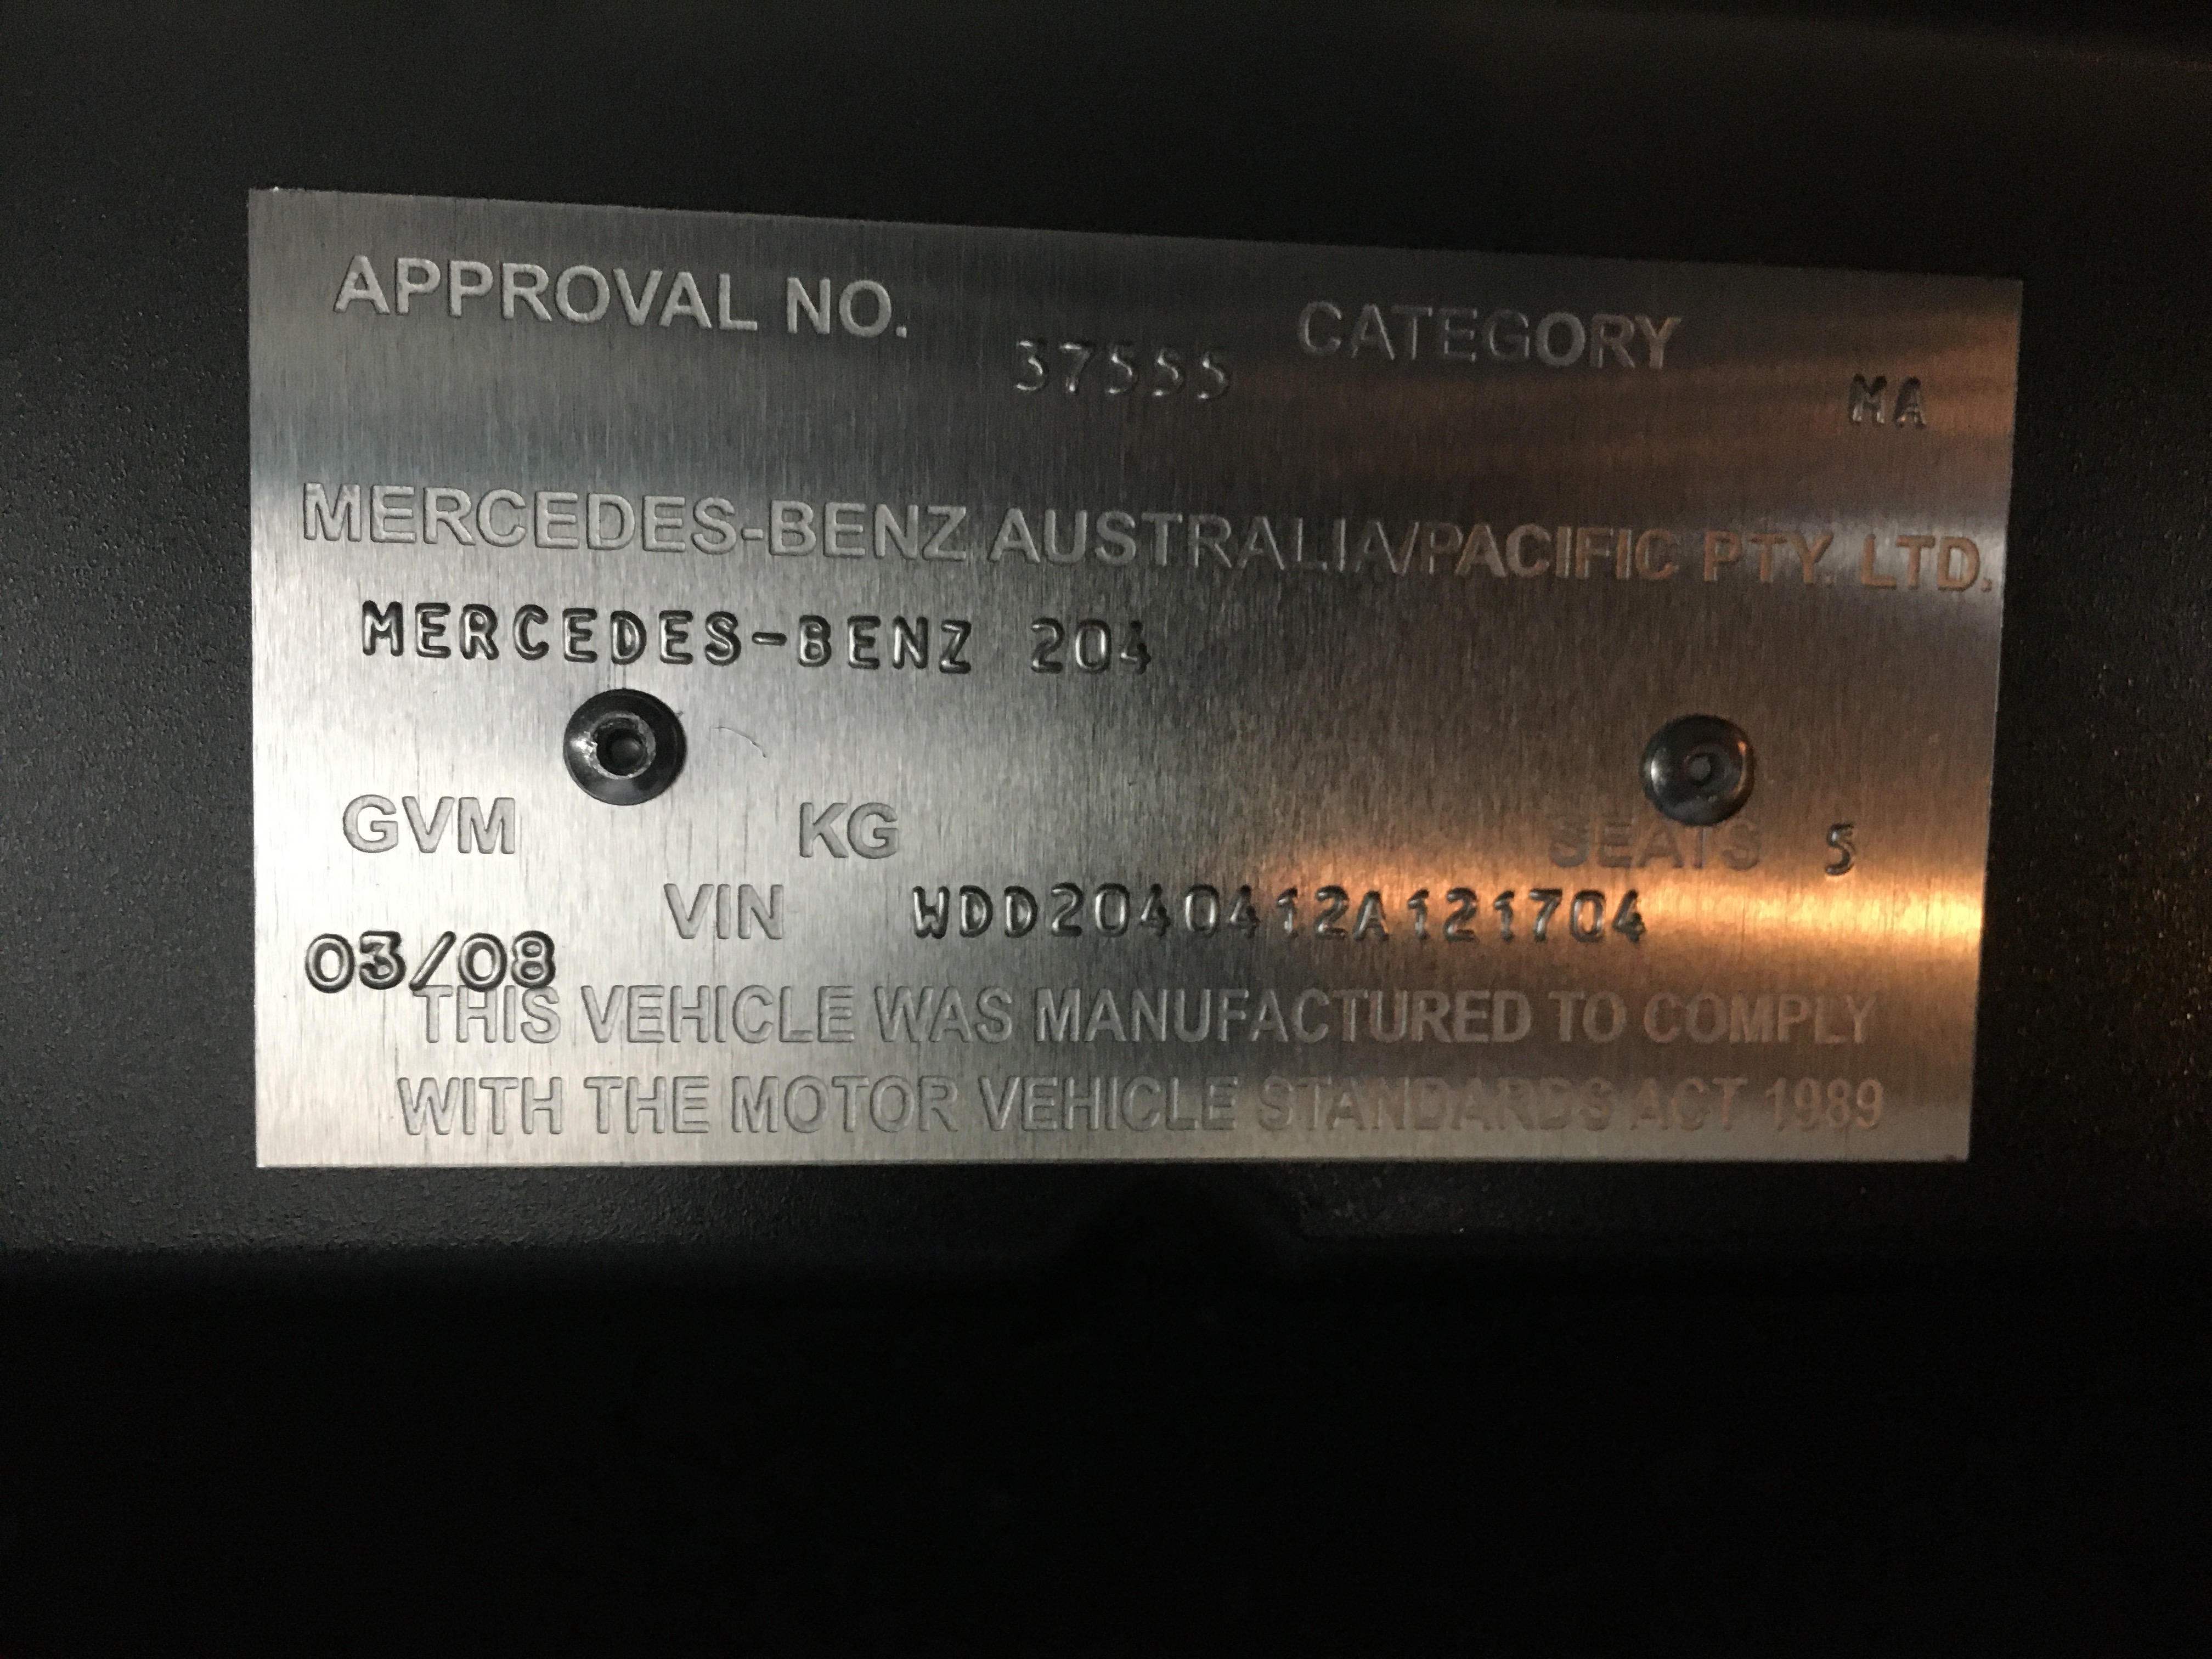 APPROVAL NO. 37555 CATEGORY MA
MERCEDES-BENZ AUSTRALIA/PACIFIC PTY. LTD.
MERCEDES-BENZ 204
GVM KG SEATS 5
VIN WDD2040412A121704
03/08
THIS VEHICLE WAS MANUFACTURED TO COMPLY
WITH THE MOTOR VEHICLE STANDARDS ACT 1989